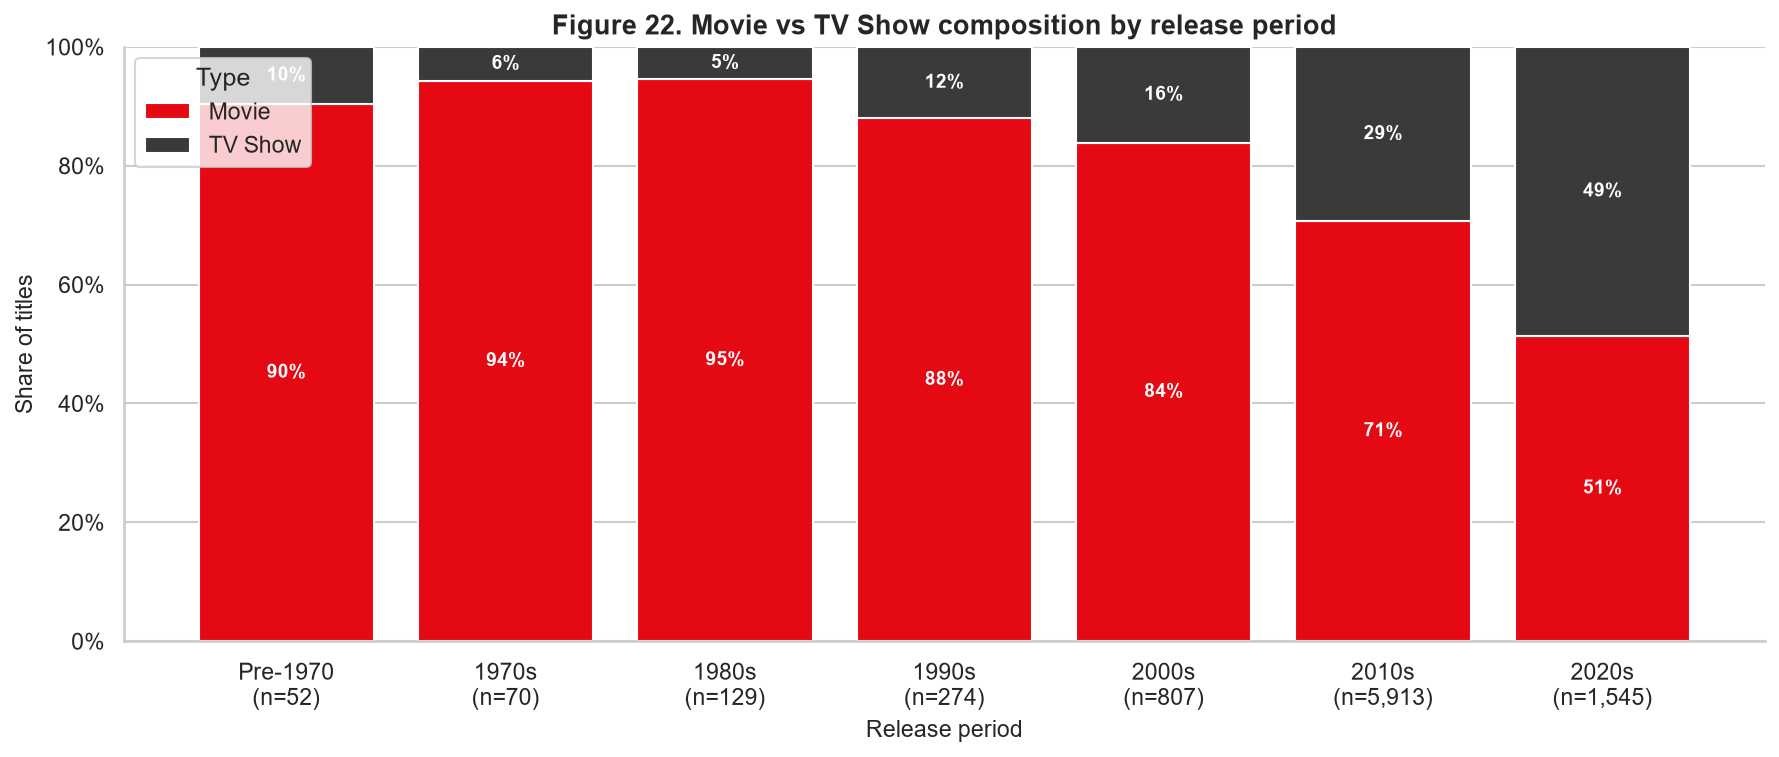 Figure 22. Movie vs TV Show composition by release period
Share of titles
100%
80%
60%
40%
20%
0%
Type
Movie
TV Show
10%
6%
5%
12%
16%
29%
49%
90%
94%
95%
88%
84%
71%
51%
Pre-1970
(n=52)
1970s
(n=70)
1980s
(n=129)
1990s
(n=274)
2000s
(n=807)
2010s
(n=5,913)
2020s
(n=1,545)
Release period